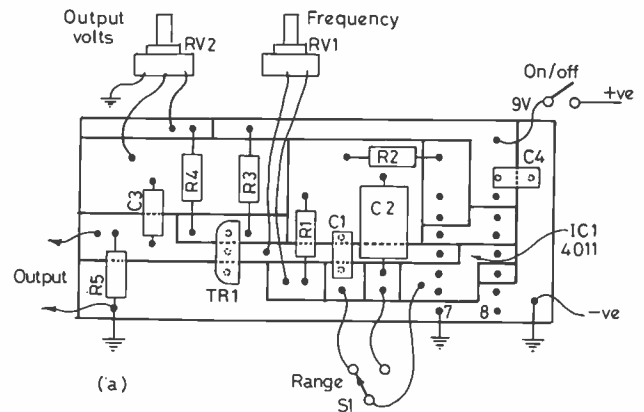 Output volts
RV2
Frequency
RV1
On/off
9V
+ve
R4
R3
R2
C4
C3
R1
C1
C2
IC1
4011
TR1
Output
R5
7
8
-ve
(a)
Range
S1